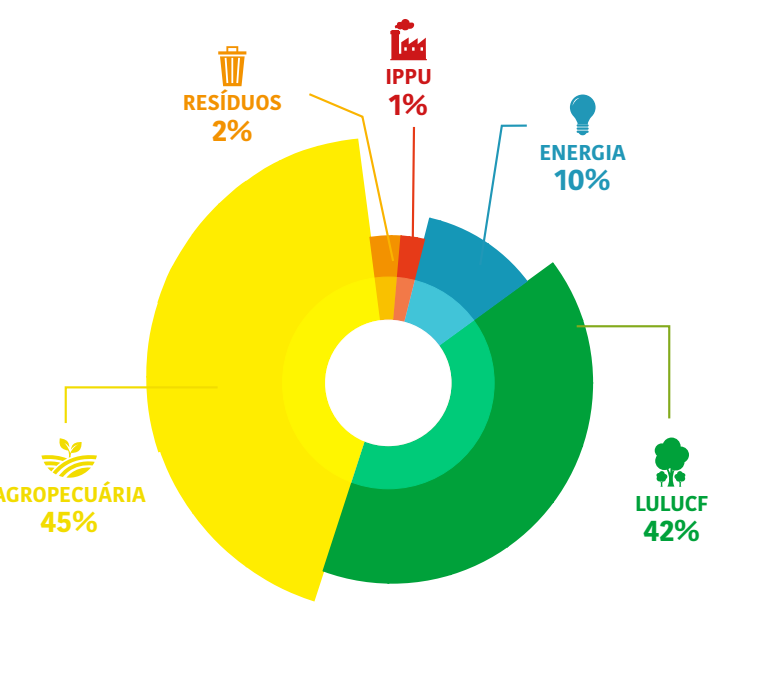 IPPU
1%
RESÍDUOS
2%
ENERGIA
10%
AGROPECUÁRIA
45%
LULUCF
42%